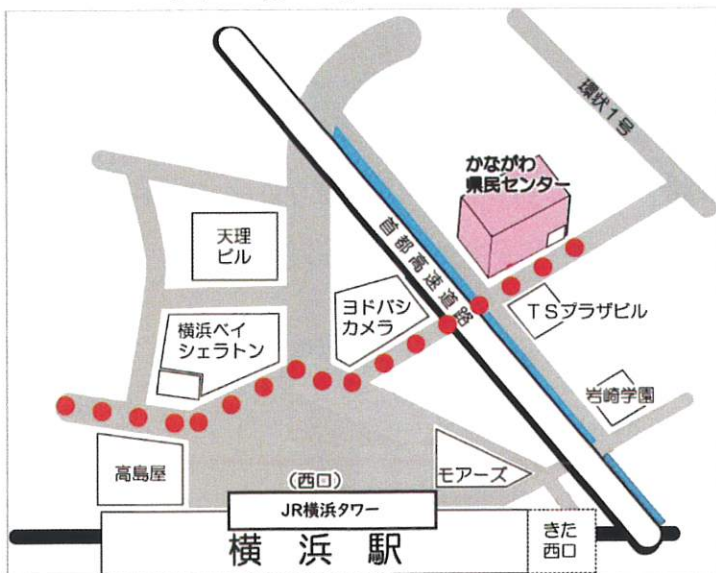 環状1号
かながわ
県民センター
天理
ビル
首都高速道路
ヨドバシ
カメラ
TSプラザビル
横浜ベイ
シェラトン
岩崎学園
高島屋
(西口)
モアーズ
JR横浜タワー
横浜駅
きた
西口